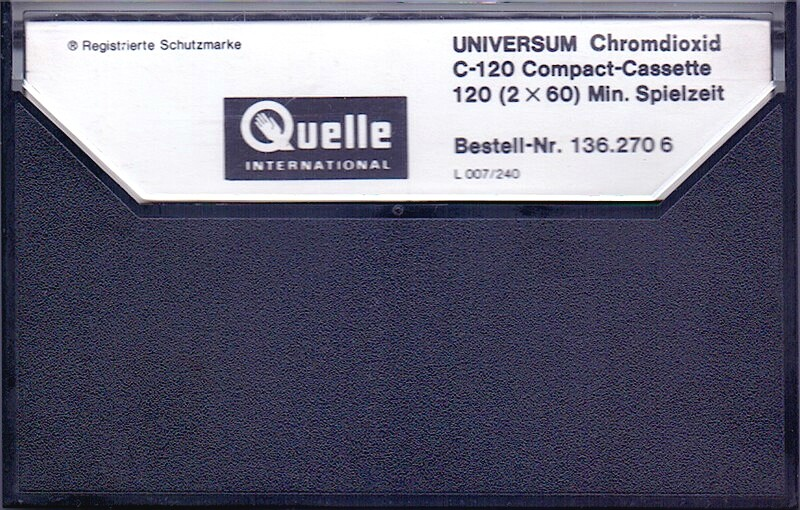 ® Registrierte Schutzmarke
Quelle
INTERNATIONAL
UNIVERSUM Chromdioxid
C-120 Compact-Cassette
120 (2 × 60) Min. Spielzeit
Bestell-Nr. 136.270 6
L 007/240